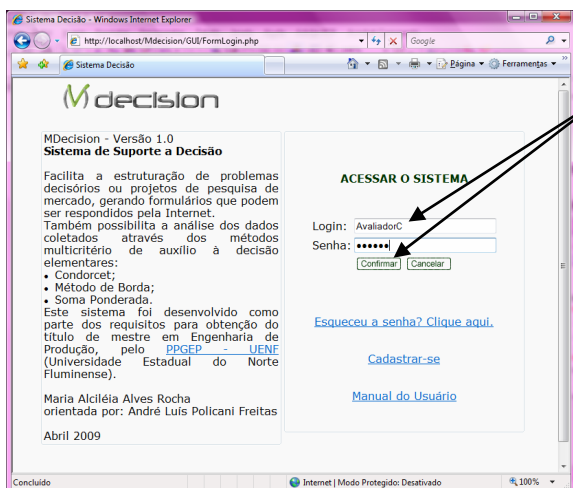 Sistema Decisão - Windows Internet Explorer
http://localhost/Mdecision/GUI/FormLogin.php
Google
Sistema Decisão
Página
Ferramentas
(M) decision
MDecision - Versão 1.0
Sistema de Suporte a Decisão
Facilita a estruturação de problemas
decisórios ou projetos de pesquisa de
mercado, gerando formulários que podem
ser respondidos pela Internet.
Também possibilita a análise dos dados
coletados através dos métodos
multicritério de auxílio à decisão
elementares:
• Condorcet;
• Método de Borda;
• Soma Ponderada.
Este sistema foi desenvolvido como
parte dos requisitos para obtenção do
título de mestre em Engenharia de
Produção, pelo PPGEP - UENF
(Universidade Estadual do Norte
Fluminense).
Maria Alciléia Alves Rocha
orientada por: André Luís Policani Freitas
Abril 2009
ACESSAR O SISTEMA
Login: AvaliadorC
Senha: ••••••
Confirmar Cancelar
Esqueceu a senha? Clique aqui.
Cadastrar-se
Manual do Usuário
Concluído
Internet | Modo Protegido: Desativado
100%